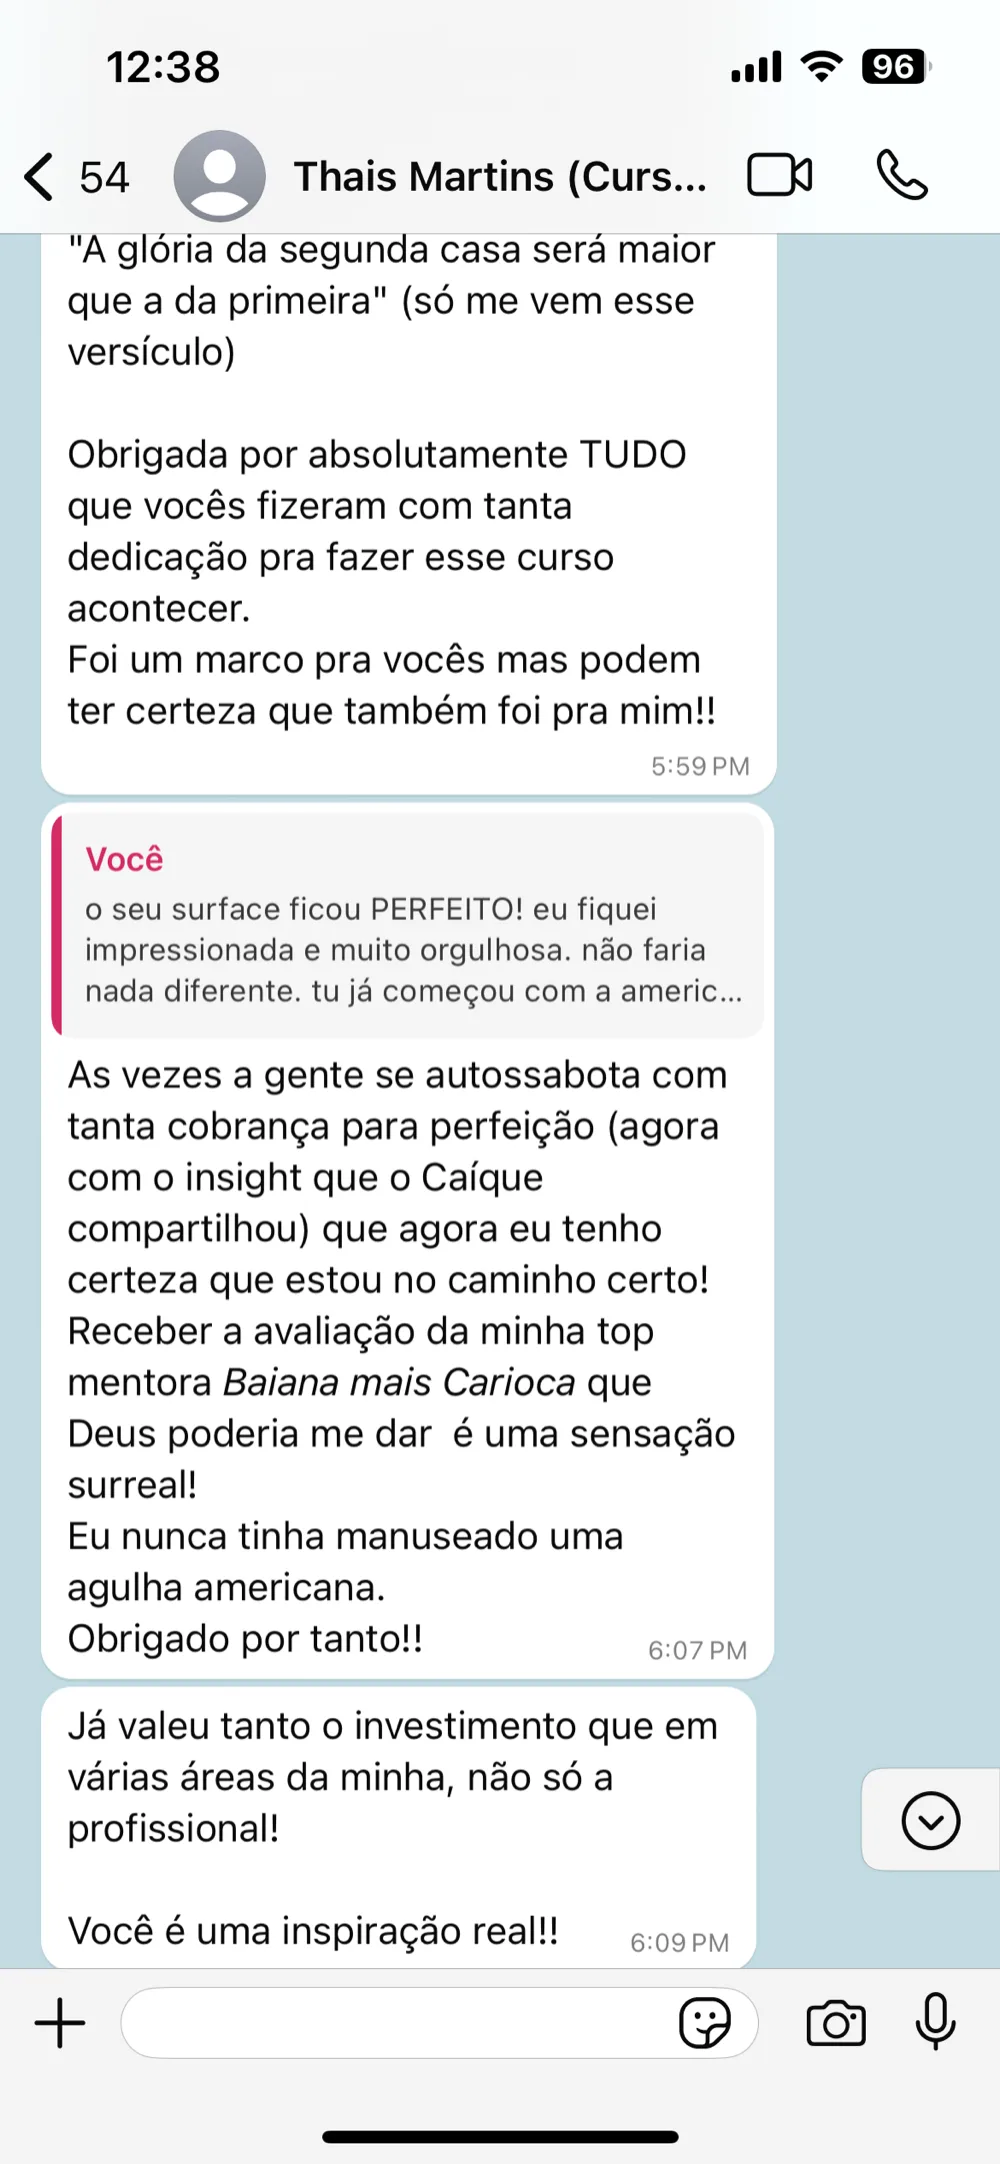 12:38
96
54
Thais Martins (Curs...
"A glória da segunda casa será maior
que a da primeira" (só me vem esse
versículo)
Obrigada por absolutamente TUDO
que vocês fizeram com tanta
dedicação pra fazer esse curso
acontecer.
Foi um marco pra vocês mas podem
ter certeza que também foi pra mim!!
5:59 PM
Você
o seu surface ficou PERFEITO! eu fiquei
impressionada e muito orgulhosa. não faria
nada diferente. tu já começou com a americ...
As vezes a gente se autossabota com
tanta cobrança para perfeição (agora
com o insight que o Caíque
compartilhou) que agora eu tenho
certeza que estou no caminho certo!
Receber a avaliação da minha top
mentora Baiana mais Carioca que
Deus poderia me dar  é uma sensação
surreal!
Eu nunca tinha manuseado uma
agulha americana.
Obrigado por tanto!!
6:07 PM
Já valeu tanto o investimento que em
várias áreas da minha, não só a
profissional!
Você é uma inspiração real!!
6:09 PM